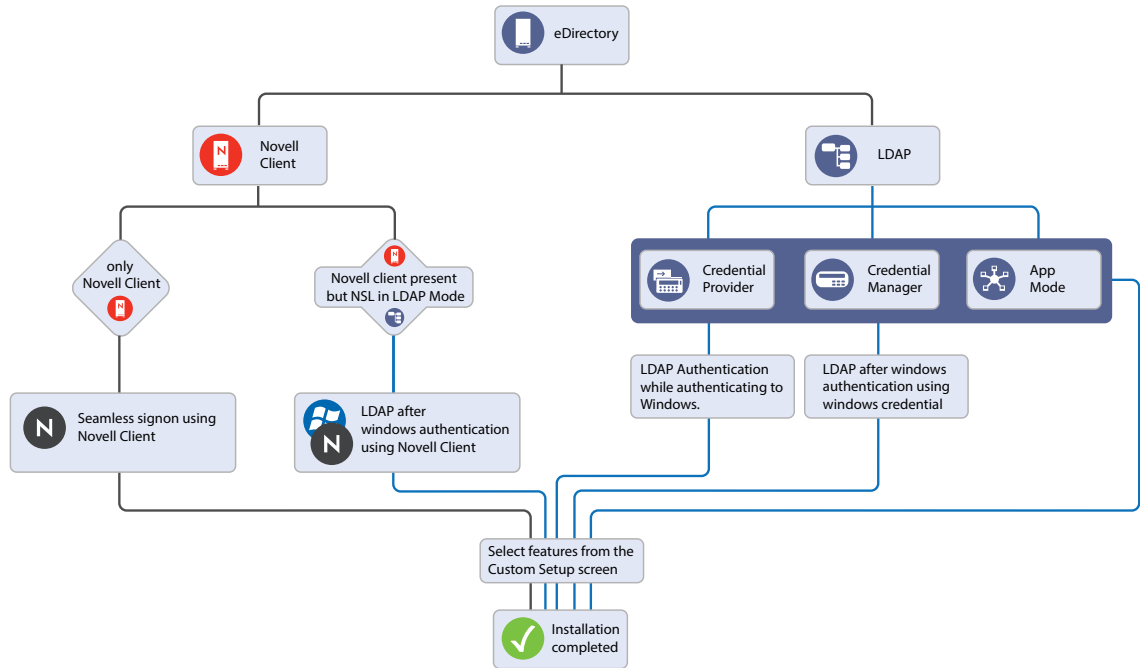 eDirectory
Novell
Client
LDAP
only
Novell Client
Novell client present
but NSL in LDAP Mode
Credential
Provider
Credential
Manager
App
Mode
LDAP Authentication
while authenticating to
Windows.
LDAP after windows
authentication using
windows credential
Seamless signon using
Novell Client
LDAP after
windows authentication
using Novell Client
Select features from the
Custom Setup screen
Installation
completed